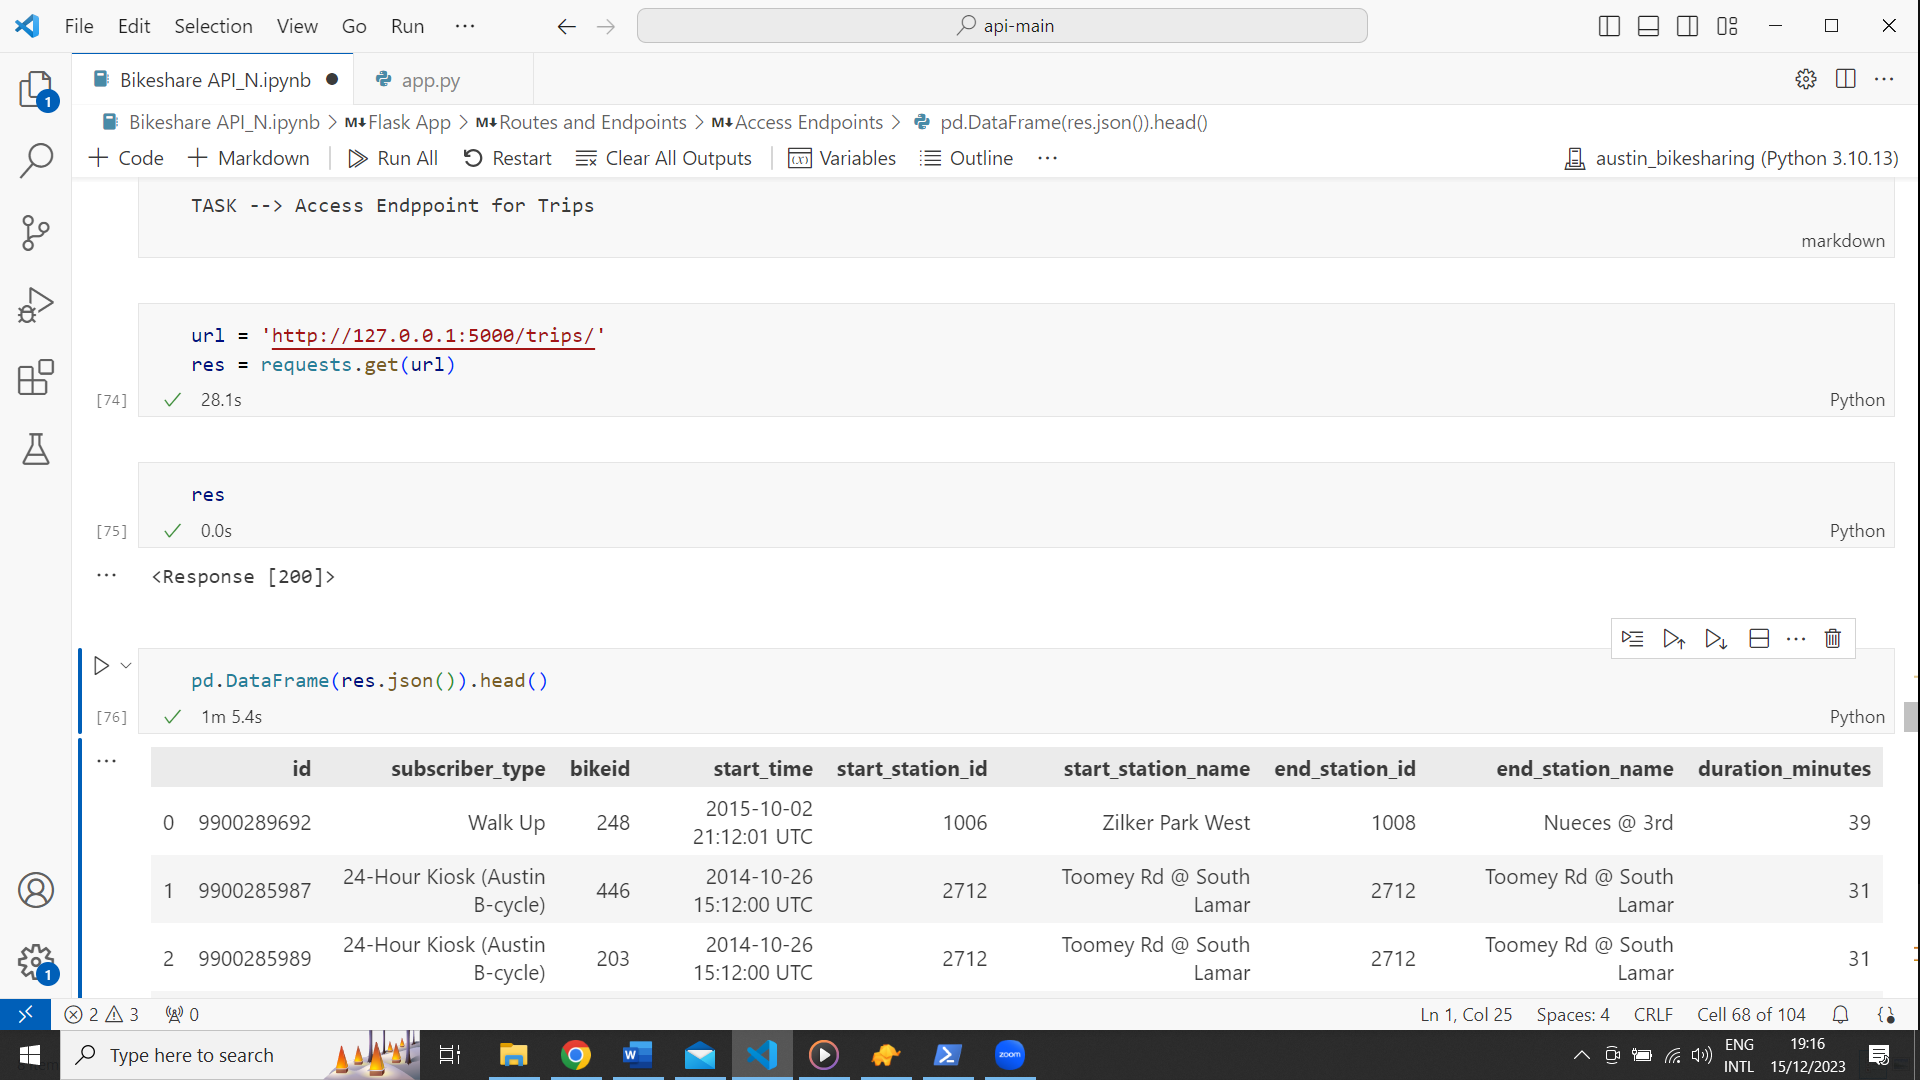 File Edit Selection View Go Run ··· api-main
Bikeshare API_N.ipynb app.py
Bikeshare API_N.ipynb > M↓Flask App > M↓Routes and Endpoints > M↓Access Endpoints > pd.DataFrame(res.json()).head()
+ Code + Markdown Run All Restart Clear All Outputs Variables Outline ··· austin_bikesharing (Python 3.10.13)
TASK --> Access Endppoint for Trips
markdown
url = 'http://127.0.0.1:5000/trips/'
res = requests.get(url)
[74] 28.1s Python
res
[75] 0.0s Python
<Response [200]>
pd.DataFrame(res.json()).head()
[76] 1m 5.4s Python
id subscriber_type bikeid start_time start_station_id start_station_name end_station_id end_station_name duration_minutes
0 9900289692 Walk Up 248 2015-10-02 21:12:01 UTC 1006 Zilker Park West 1008 Nueces @ 3rd 39
1 9900285987 24-Hour Kiosk (Austin B-cycle) 446 2014-10-26 15:12:00 UTC 2712 Toomey Rd @ South Lamar 2712 Toomey Rd @ South Lamar 31
2 9900285989 24-Hour Kiosk (Austin B-cycle) 203 2014-10-26 15:12:00 UTC 2712 Toomey Rd @ South Lamar 2712 Toomey Rd @ South Lamar 31
1
1
2 3 0 Ln 1, Col 25 Spaces: 4 CRLF Cell 68 of 104
Type here to search W zoom ENG INTL 19:16 15/12/2023